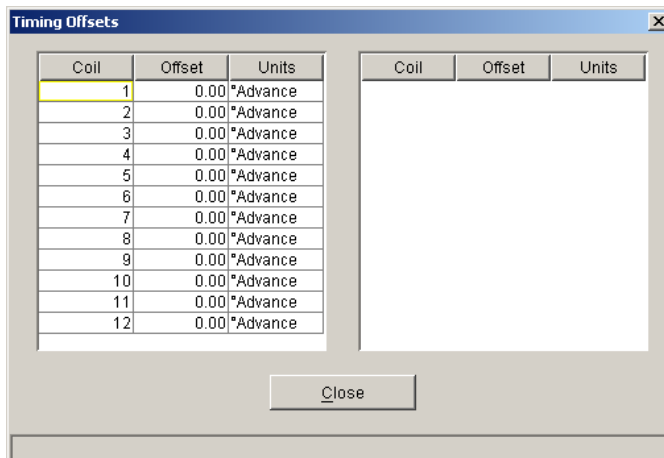 Timing Offsets
Coil Offset Units
1 0.00 °Advance
2 0.00 °Advance
3 0.00 °Advance
4 0.00 °Advance
5 0.00 °Advance
6 0.00 °Advance
7 0.00 °Advance
8 0.00 °Advance
9 0.00 °Advance
10 0.00 °Advance
11 0.00 °Advance
12 0.00 °Advance
Coil Offset Units
Close